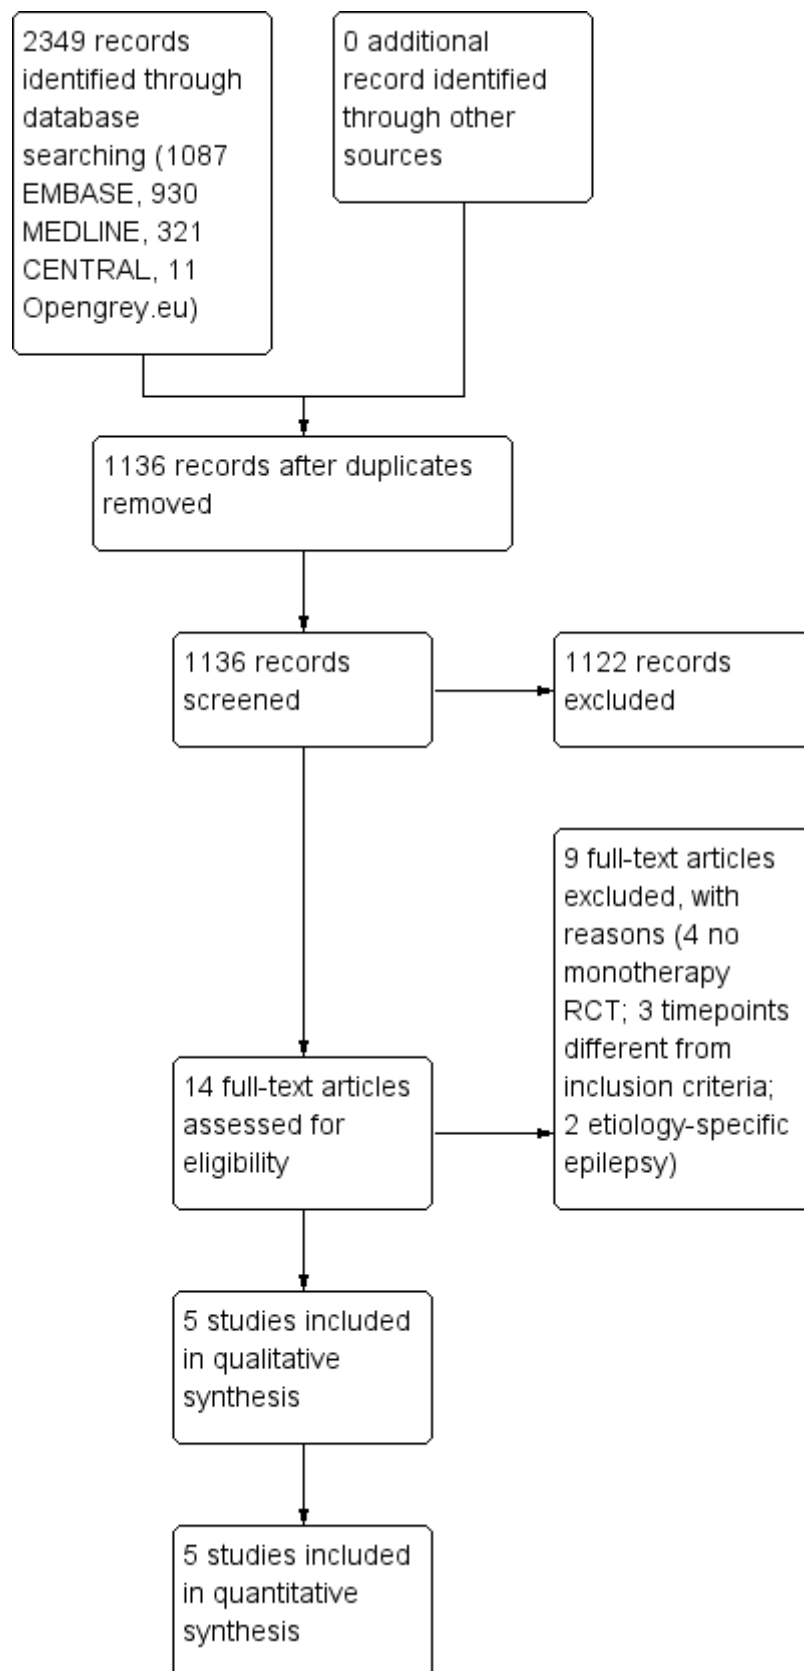 2349 records
identified through
database
searching (1087
EMBASE, 930
MEDLINE, 321
CENTRAL, 11
Opengrey.eu)
0 additional
record identified
through other
sources
1136 records after duplicates
removed
1136 records
screened
1122 records
excluded
9 full-text articles
excluded, with
reasons (4 no
monotherapy
RCT; 3 timepoints
different from
inclusion criteria;
2 etiology-specific
epilepsy)
14 full-text articles
assessed for
eligibility
5 studies included
in qualitative
synthesis
5 studies included
in quantitative
synthesis